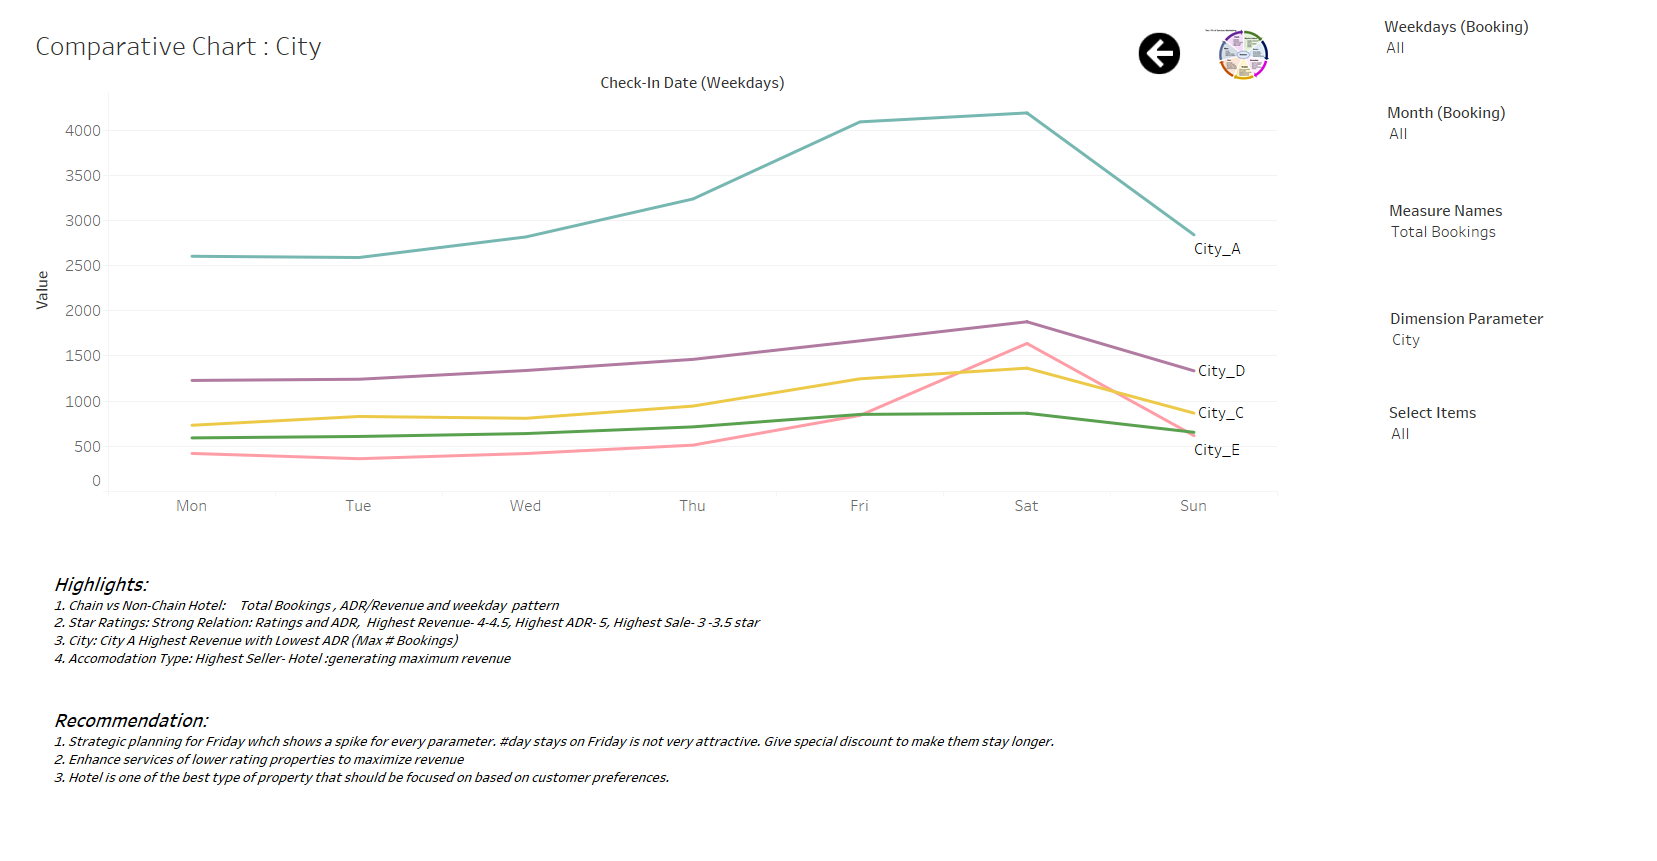 Comparative Chart : City
Check-In Date (Weekdays)
Value
4000
3500
3000
2500
2000
1500
1000
500
0
Mon Tue Wed Thu Fri Sat Sun
City_A
City_D
City_C
City_E
Weekdays (Booking)
All
Month (Booking)
All
Measure Names
Total Bookings
Dimension Parameter
City
Select Items
All
Highlights:
1. Chain vs Non-Chain Hotel: Total Bookings , ADR/Revenue and weekday pattern
2. Star Ratings: Strong Relation: Ratings and ADR, Highest Revenue- 4-4.5, Highest ADR- 5, Highest Sale- 3 -3.5 star
3. City: City A Highest Revenue with Lowest ADR (Max # Bookings)
4. Accomodation Type: Highest Seller- Hotel :generating maximum revenue
Recommendation:
1. Strategic planning for Friday whch shows a spike for every parameter. #day stays on Friday is not very attractive. Give special discount to make them stay longer.
2. Enhance services of lower rating properties to maximize revenue
3. Hotel is one of the best type of property that should be focused on based on customer preferences.